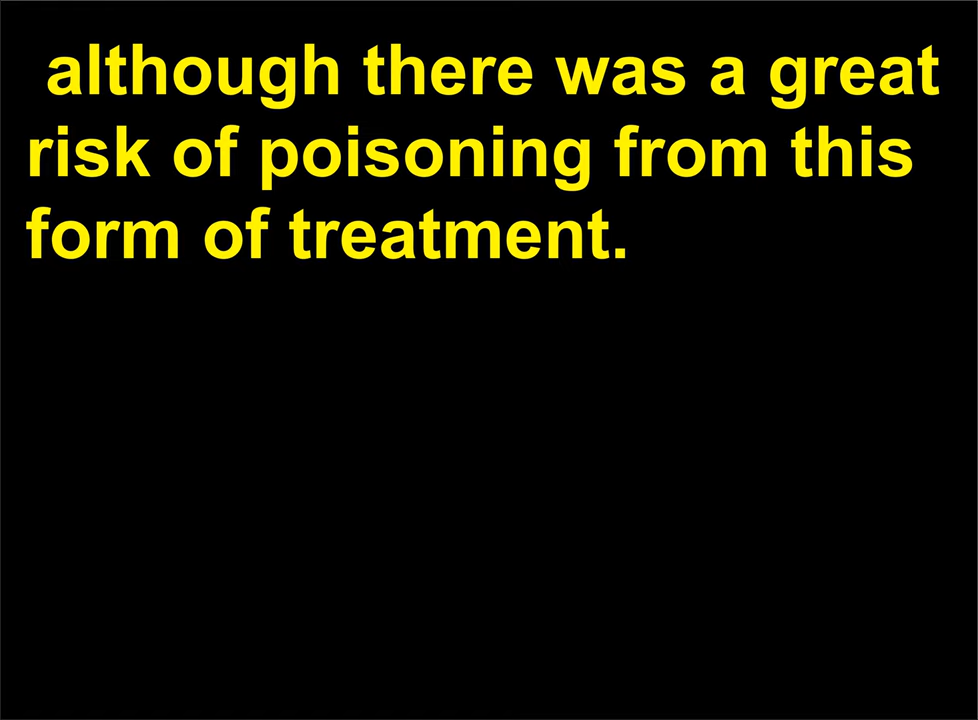 although there was a great
risk of poisoning from this
form of treatment.